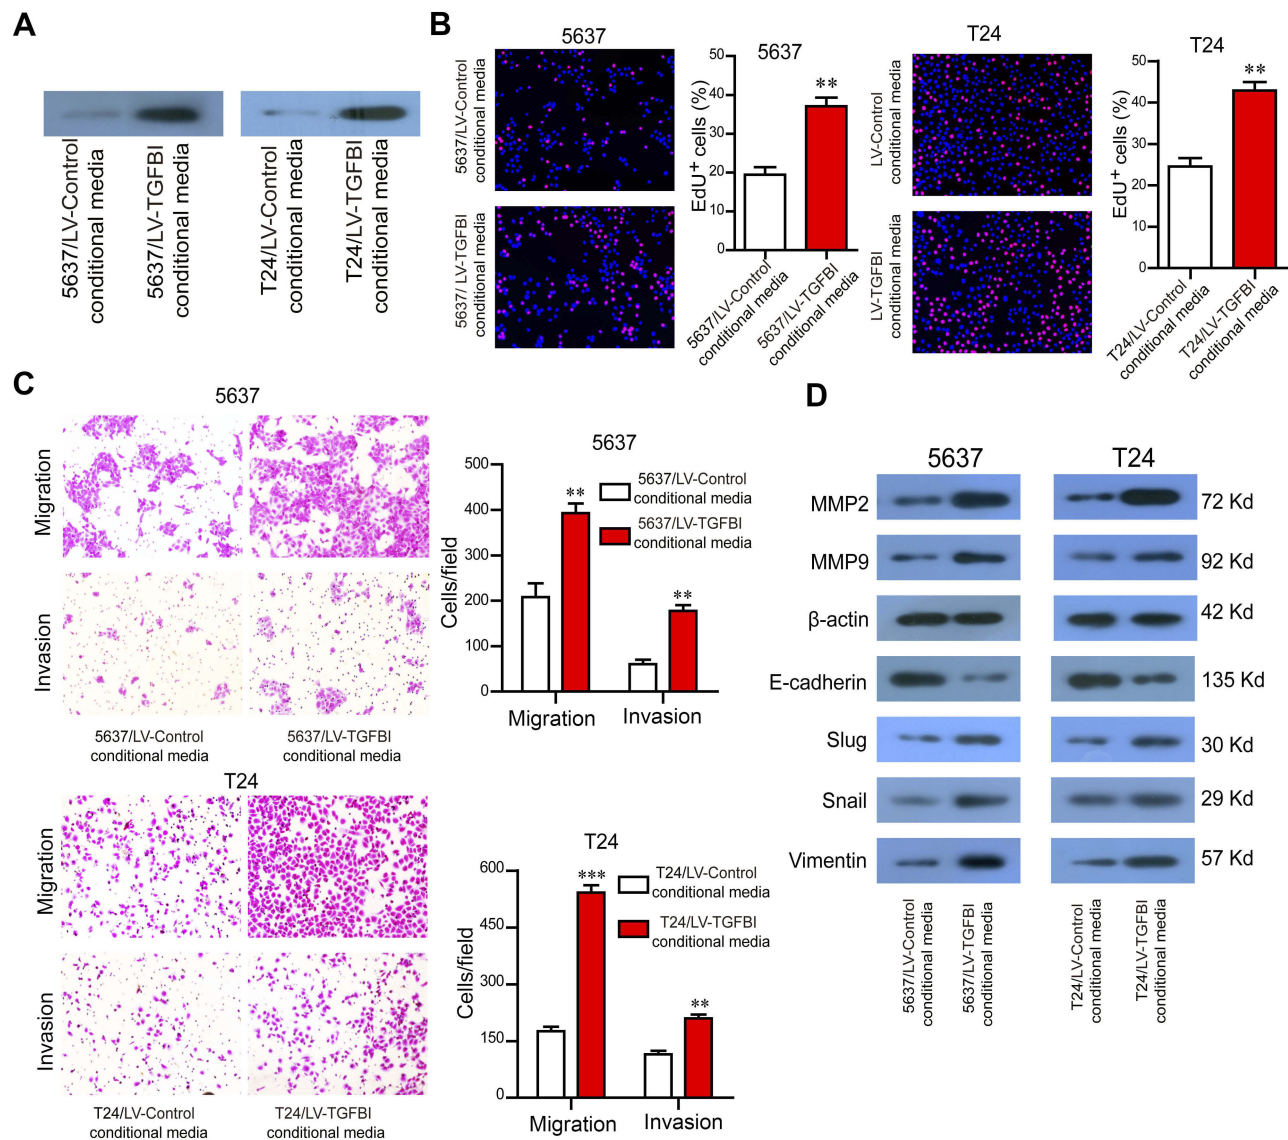 A
5637/LV-Control
conditional media
5637/LV-TGFBI
conditional media
T24/LV-Control
conditional media
T24/LV-TGFBI
conditional media
B
5637
5637/LV-Control
conditional media
5637/ LV-TGFBI
conditional media
5637
EdU+ cells (%)
50
40
30
20
10
0
**
5637/LV-Control
conditional media
5637/LV-TGFBI
conditional media
T24
LV-Control
conditional media
LV-TGFBI
conditional media
T24
EdU+ cells (%)
50
40
30
20
10
0
**
T24/LV-Control
conditional media
T24/LV-TGFBI
conditional media
C
5637
Migration
Invasion
5637/LV-Control
conditional media
5637/LV-TGFBI
conditional media
5637
Cells/field
500
400
300
200
100
0
**
**
Migration
Invasion
5637/LV-Control
conditional media
5637/LV-TGFBI
conditional media
T24
Migration
Invasion
T24/LV-Control
conditional media
T24/LV-TGFBI
conditional media
T24
Cells/field
600
450
300
150
0
***
**
Migration
Invasion
T24/LV-Control
conditional media
T24/LV-TGFBI
conditional media
D
5637
T24
MMP2
72 Kd
MMP9
92 Kd
β-actin
42 Kd
E-cadherin
135 Kd
Slug
30 Kd
Snail
29 Kd
Vimentin
57 Kd
5637/LV-Control
conditional media
5637/LV-TGFBI
conditional media
T24/LV-Control
conditional media
T24/LV-TGFBI
conditional media